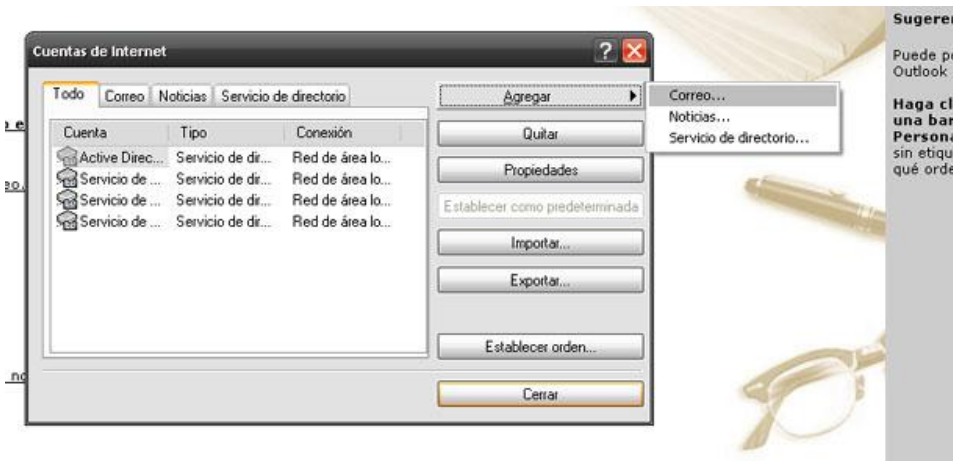 Cuentas de Internet
Todo Correo Noticias Servicio de directorio
Cuenta Tipo Conexión
Active Direc... Servicio de dir... Red de área lo...
Servicio de ... Servicio de dir... Red de área lo...
Servicio de ... Servicio de dir... Red de área lo...
Servicio de ... Servicio de dir... Red de área lo...
Agregar
Quitar
Propiedades
Establecer como predeterminada
Importar...
Exportar...
Establecer orden...
Cerrar
Correo...
Noticias...
Servicio de directorio...
Sugere
Puede p
Outlook
Haga cl
una bar
Persona
sin etiqu
qué orde